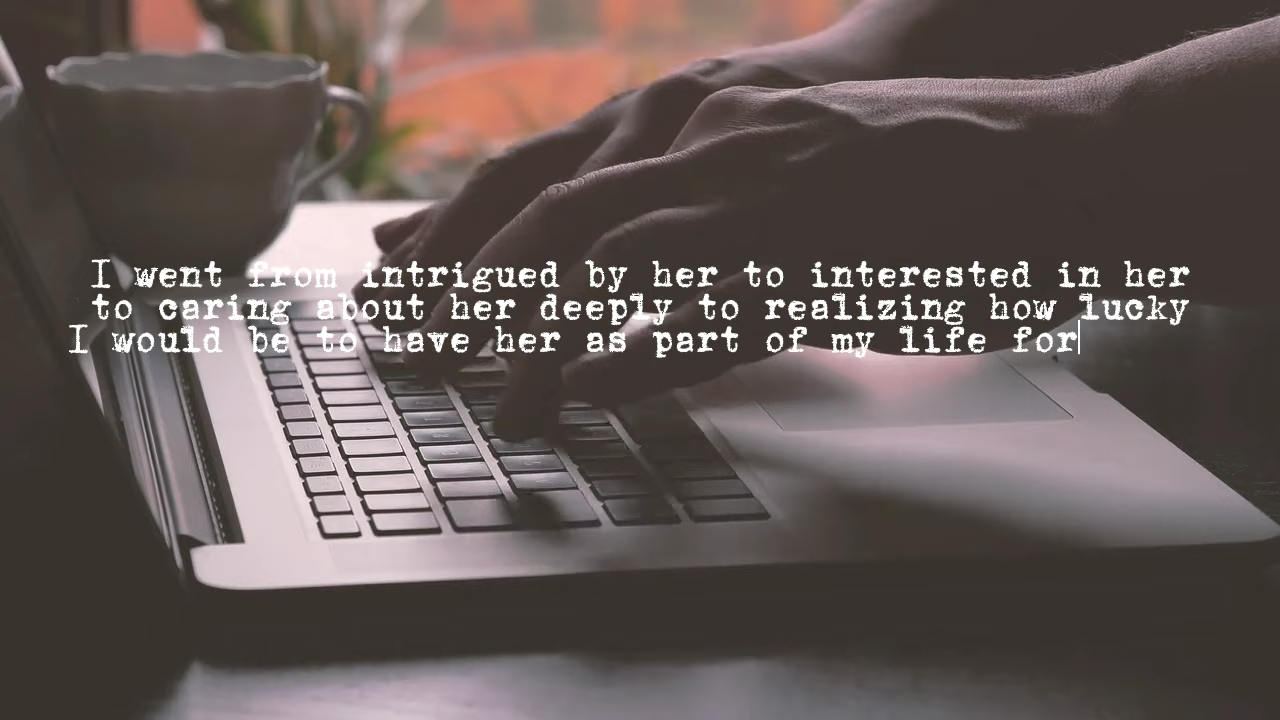 I went from intrigued by her to interested in her
to caring about her deeply to realizing how lucky
I would be to have her as part of my life for